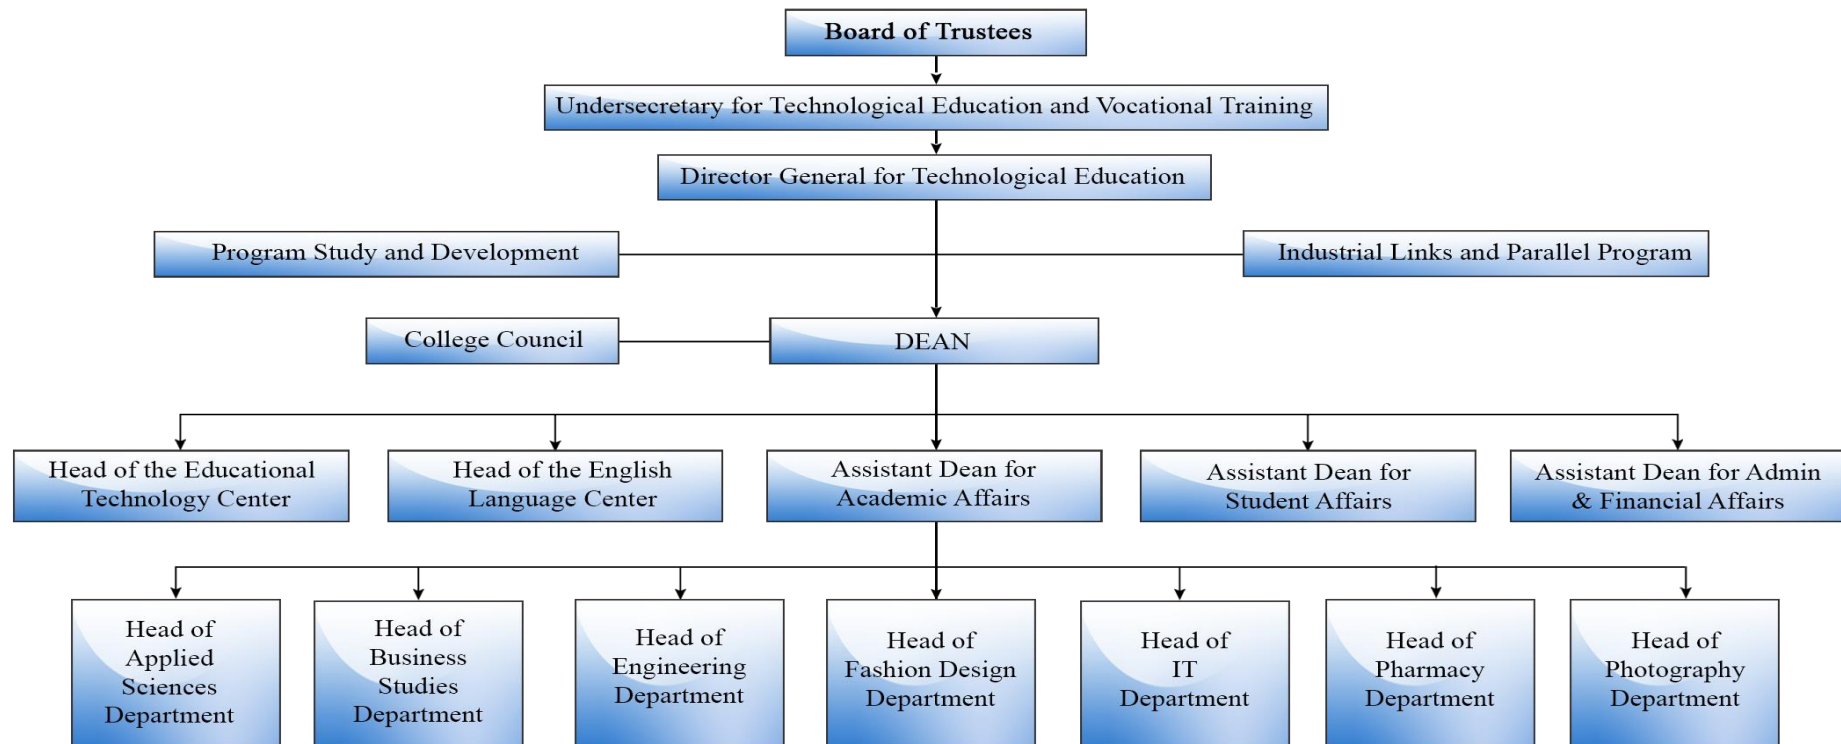 Board of Trustees
Undersecretary for Technological Education and Vocational Training
Director General for Technological Education
Program Study and Development
Industrial Links and Parallel Program
College Council
DEAN
Head of the Educational
Technology Center
Head of the English
Language Center
Assistant Dean for
Academic Affairs
Assistant Dean for
Student Affairs
Assistant Dean for Admin
& Financial Affairs
Head of
Applied
Sciences
Department
Head of
Business
Studies
Department
Head of
Engineering
Department
Head of
Fashion Design
Department
Head of
IT
Department
Head of
Pharmacy
Department
Head of
Photography
Department